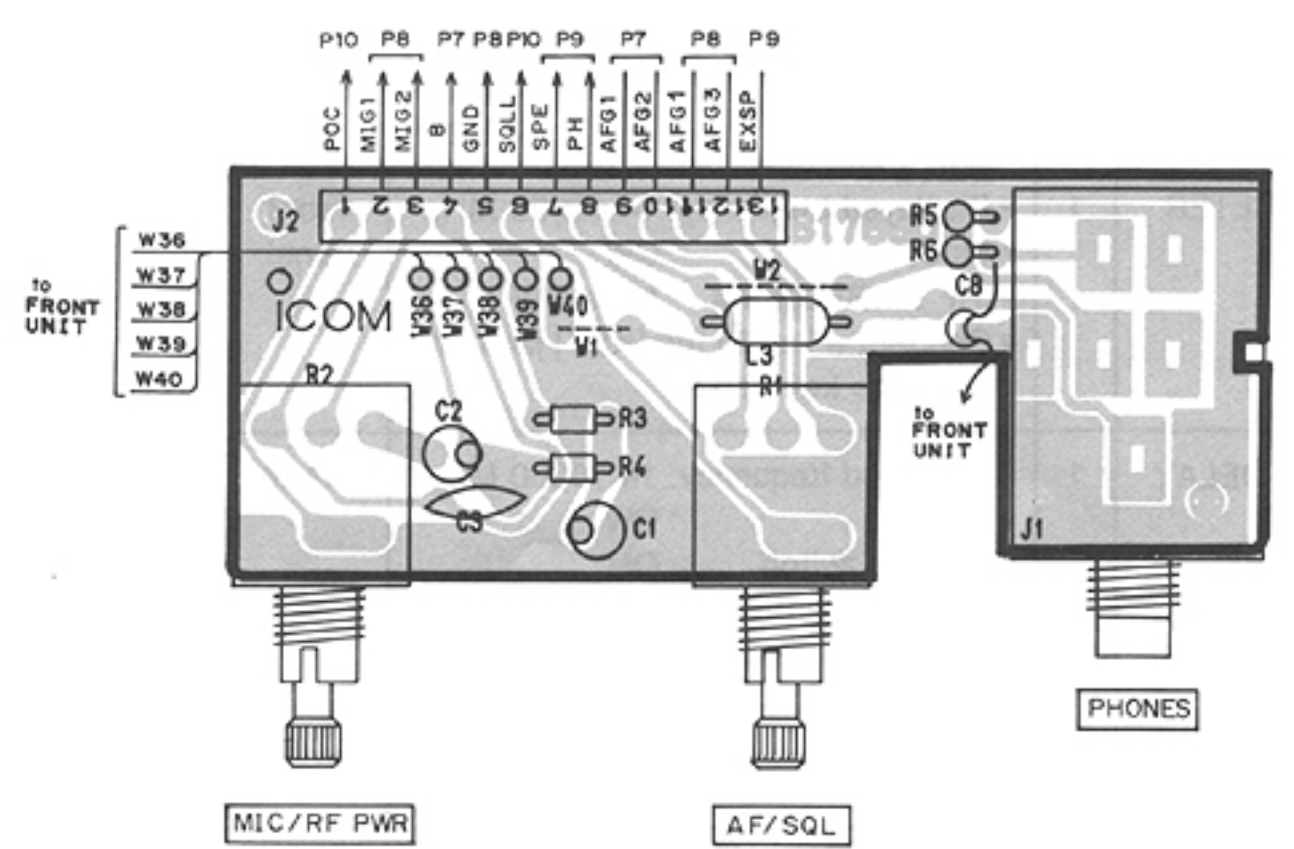 P10 P8 P7 P8 P10 P9 P7 P8 P9
POC MIG1 MIG2 8 GND SQLL SPE PH AFG1 AFG2 AFG1 AFG3 EXSP
J2 1 2 3 4 5 6 7 8 9 10 11 12 13
R5
R6
W36
W37
W38
W39
W40
to
FRONT
UNIT
W36 W37 W38 W39 W40
ICOM
W2
C8
W1
L3
R2
R1
C2
R3
R4
C3
C1
to
FRONT
UNIT
J1
PHONES
MIC/RF PWR
AF/SQL